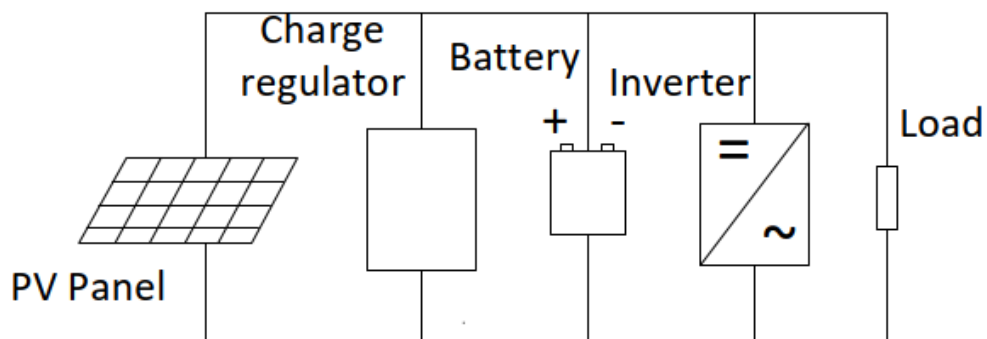 Charge
regulator
Battery
Inverter
+ -
Load
=
~
PV Panel